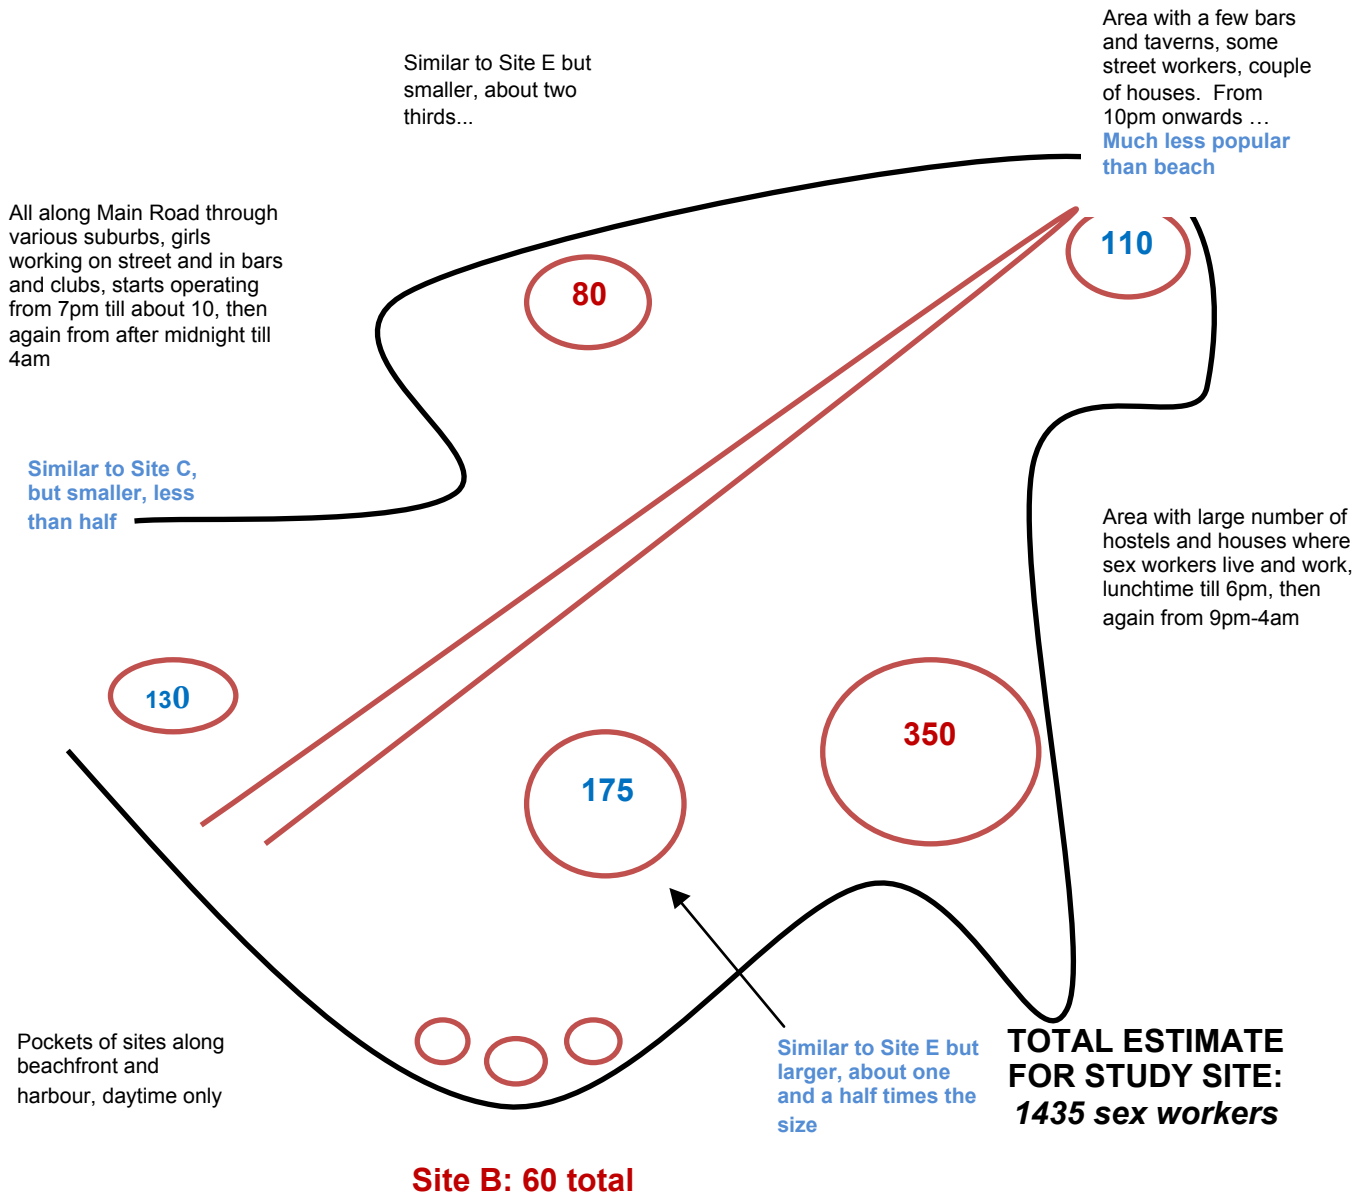 Area with a few bars
and taverns, some
street workers, couple
of houses. From
10pm onwards …
Much less popular
than beach
Similar to Site E but
smaller, about two
thirds...
All along Main Road through
various suburbs, girls
working on street and in bars
and clubs, starts operating
from 7pm till about 10, then
again from after midnight till
4am
110
80
Similar to Site C,
but smaller, less
than half
Area with large number of
hostels and houses where
sex workers live and work,
lunchtime till 6pm, then
again from 9pm-4am
130
350
175
Pockets of sites along
beachfront and
harbour, daytime only
Similar to Site E but
larger, about one
and a half times the
size
TOTAL ESTIMATE
FOR STUDY SITE:
1435 sex workers
Site B: 60 total